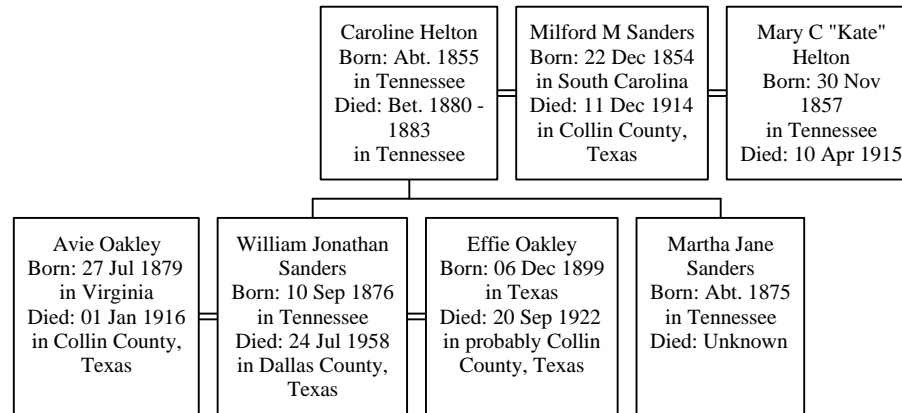 Caroline Helton
Born: Abt. 1855
in Tennessee
Died: Bet. 1880 -
1883
in Tennessee
Milford M Sanders
Born: 22 Dec 1854
in South Carolina
Died: 11 Dec 1914
in Collin County,
Texas
Mary C "Kate"
Helton
Born: 30 Nov
1857
in Tennessee
Died: 10 Apr 1915
Avie Oakley
Born: 27 Jul 1879
in Virginia
Died: 01 Jan 1916
in Collin County,
Texas
William Jonathan
Sanders
Born: 10 Sep 1876
in Tennessee
Died: 24 Jul 1958
in Dallas County,
Texas
Effie Oakley
Born: 06 Dec 1899
in Texas
Died: 20 Sep 1922
in probably Collin
County, Texas
Martha Jane
Sanders
Born: Abt. 1875
in Tennessee
Died: Unknown